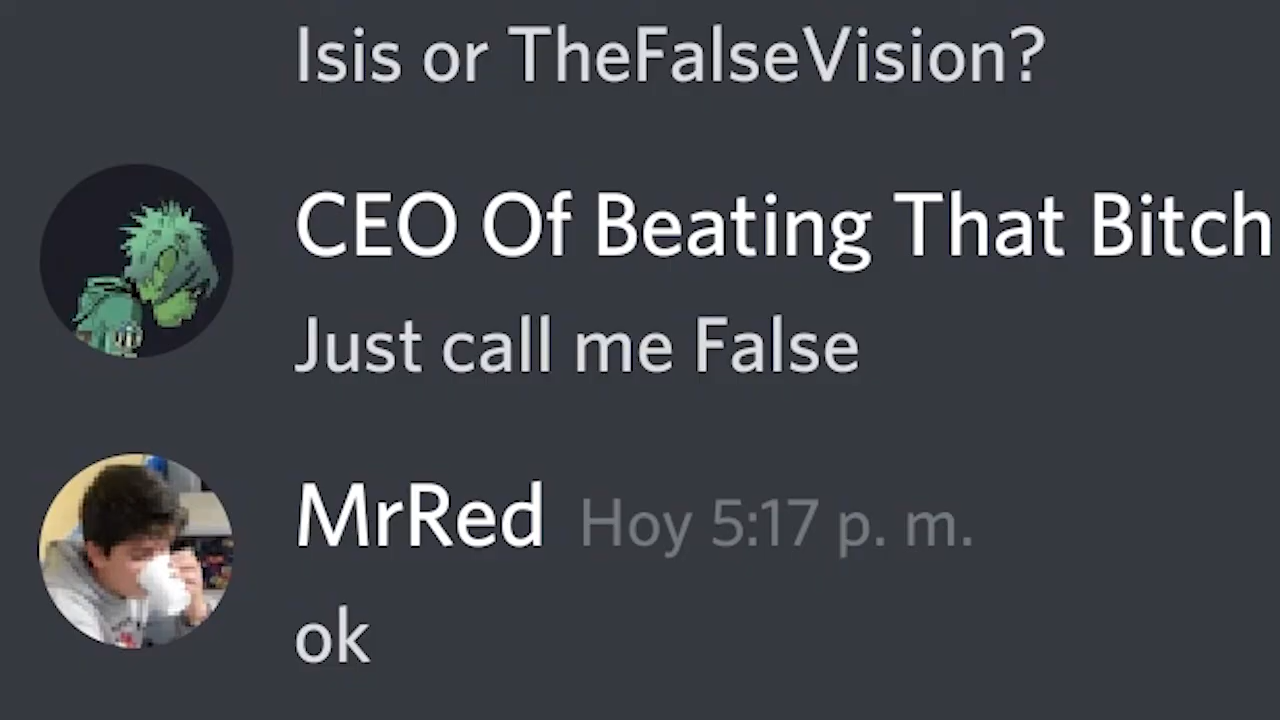 Isis or TheFalseVision?
CEO Of Beating That Bitch
Just call me False
MrRed Hoy 5:17 p. m.
ok